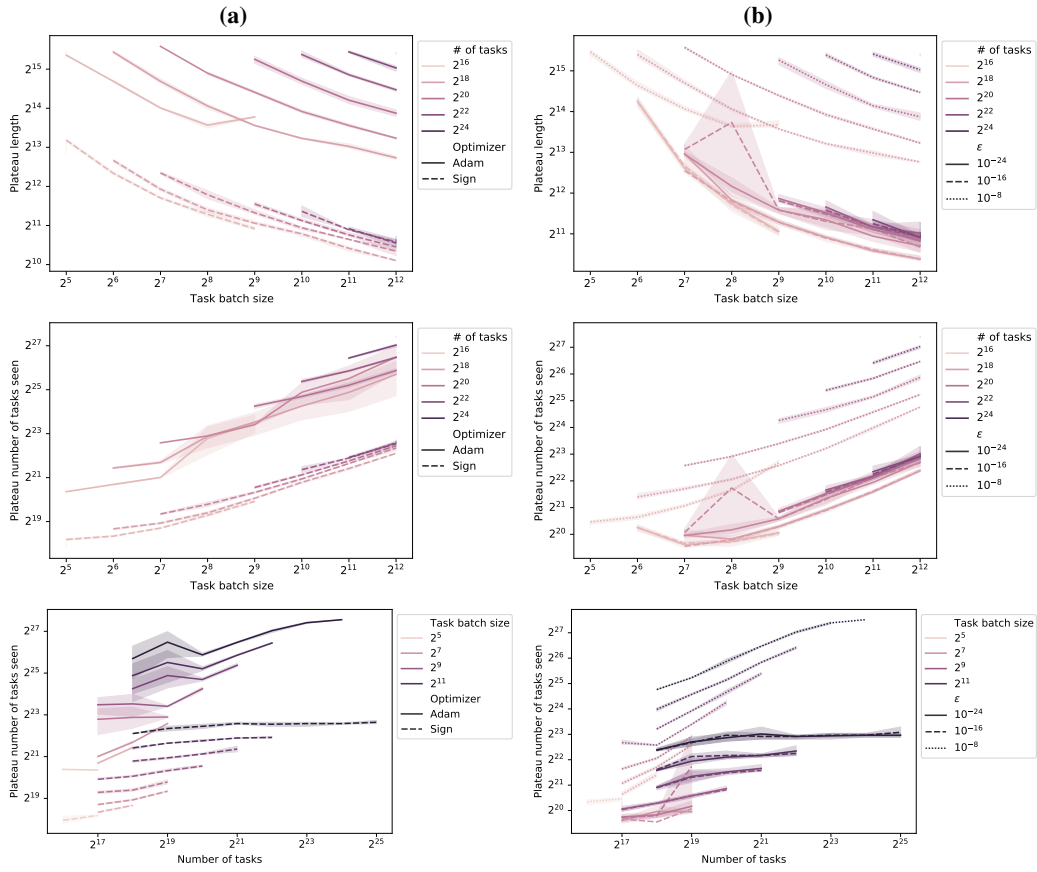 (a)
(b)
Plateau length
2^15
2^14
2^13
2^12
2^11
2^10
2^5 2^6 2^7 2^8 2^9 2^10 2^11 2^12
Task batch size
# of tasks
2^16
2^18
2^20
2^22
2^24
Optimizer
Adam
Sign
Plateau length
2^15
2^14
2^13
2^12
2^11
2^5 2^6 2^7 2^8 2^9 2^10 2^11 2^12
Task batch size
# of tasks
2^16
2^18
2^20
2^22
2^24
ε
10^−24
10^−16
10^−8
Plateau number of tasks seen
2^27
2^25
2^23
2^21
2^19
2^5 2^6 2^7 2^8 2^9 2^10 2^11 2^12
Task batch size
# of tasks
2^16
2^18
2^20
2^22
2^24
Optimizer
Adam
Sign
Plateau number of tasks seen
2^27
2^26
2^25
2^24
2^23
2^22
2^21
2^20
2^5 2^6 2^7 2^8 2^9 2^10 2^11 2^12
Task batch size
# of tasks
2^16
2^18
2^20
2^22
2^24
ε
10^−24
10^−16
10^−8
Plateau number of tasks seen
2^27
2^25
2^23
2^21
2^19
2^17 2^19 2^21 2^23 2^25
Number of tasks
Task batch size
2^5
2^7
2^9
2^11
Optimizer
Adam
Sign
Plateau number of tasks seen
2^27
2^26
2^25
2^24
2^23
2^22
2^21
2^20
2^17 2^19 2^21 2^23 2^25
Number of tasks
Task batch size
2^5
2^7
2^9
2^11
ε
10^−24
10^−16
10^−8